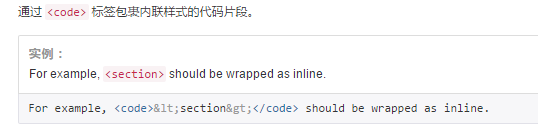 通过 <code> 标签包裹内联样式的代码片段。
实例：
For example, <section> should be wrapped as inline.
For example, <code>&lt;section&gt;</code> should be wrapped as inline.